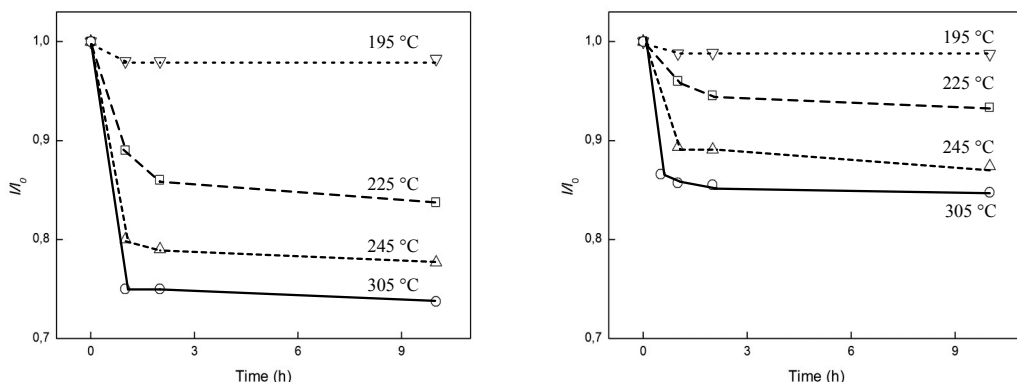 1,0
0,9
0,8
0,7
I/I0
0 3 6 9
Time (h)
195 °C
225 °C
245 °C
305 °C
1,0
0,9
0,8
0,7
I/I0
0 3 6 9
Time (h)
195 °C
225 °C
245 °C
305 °C